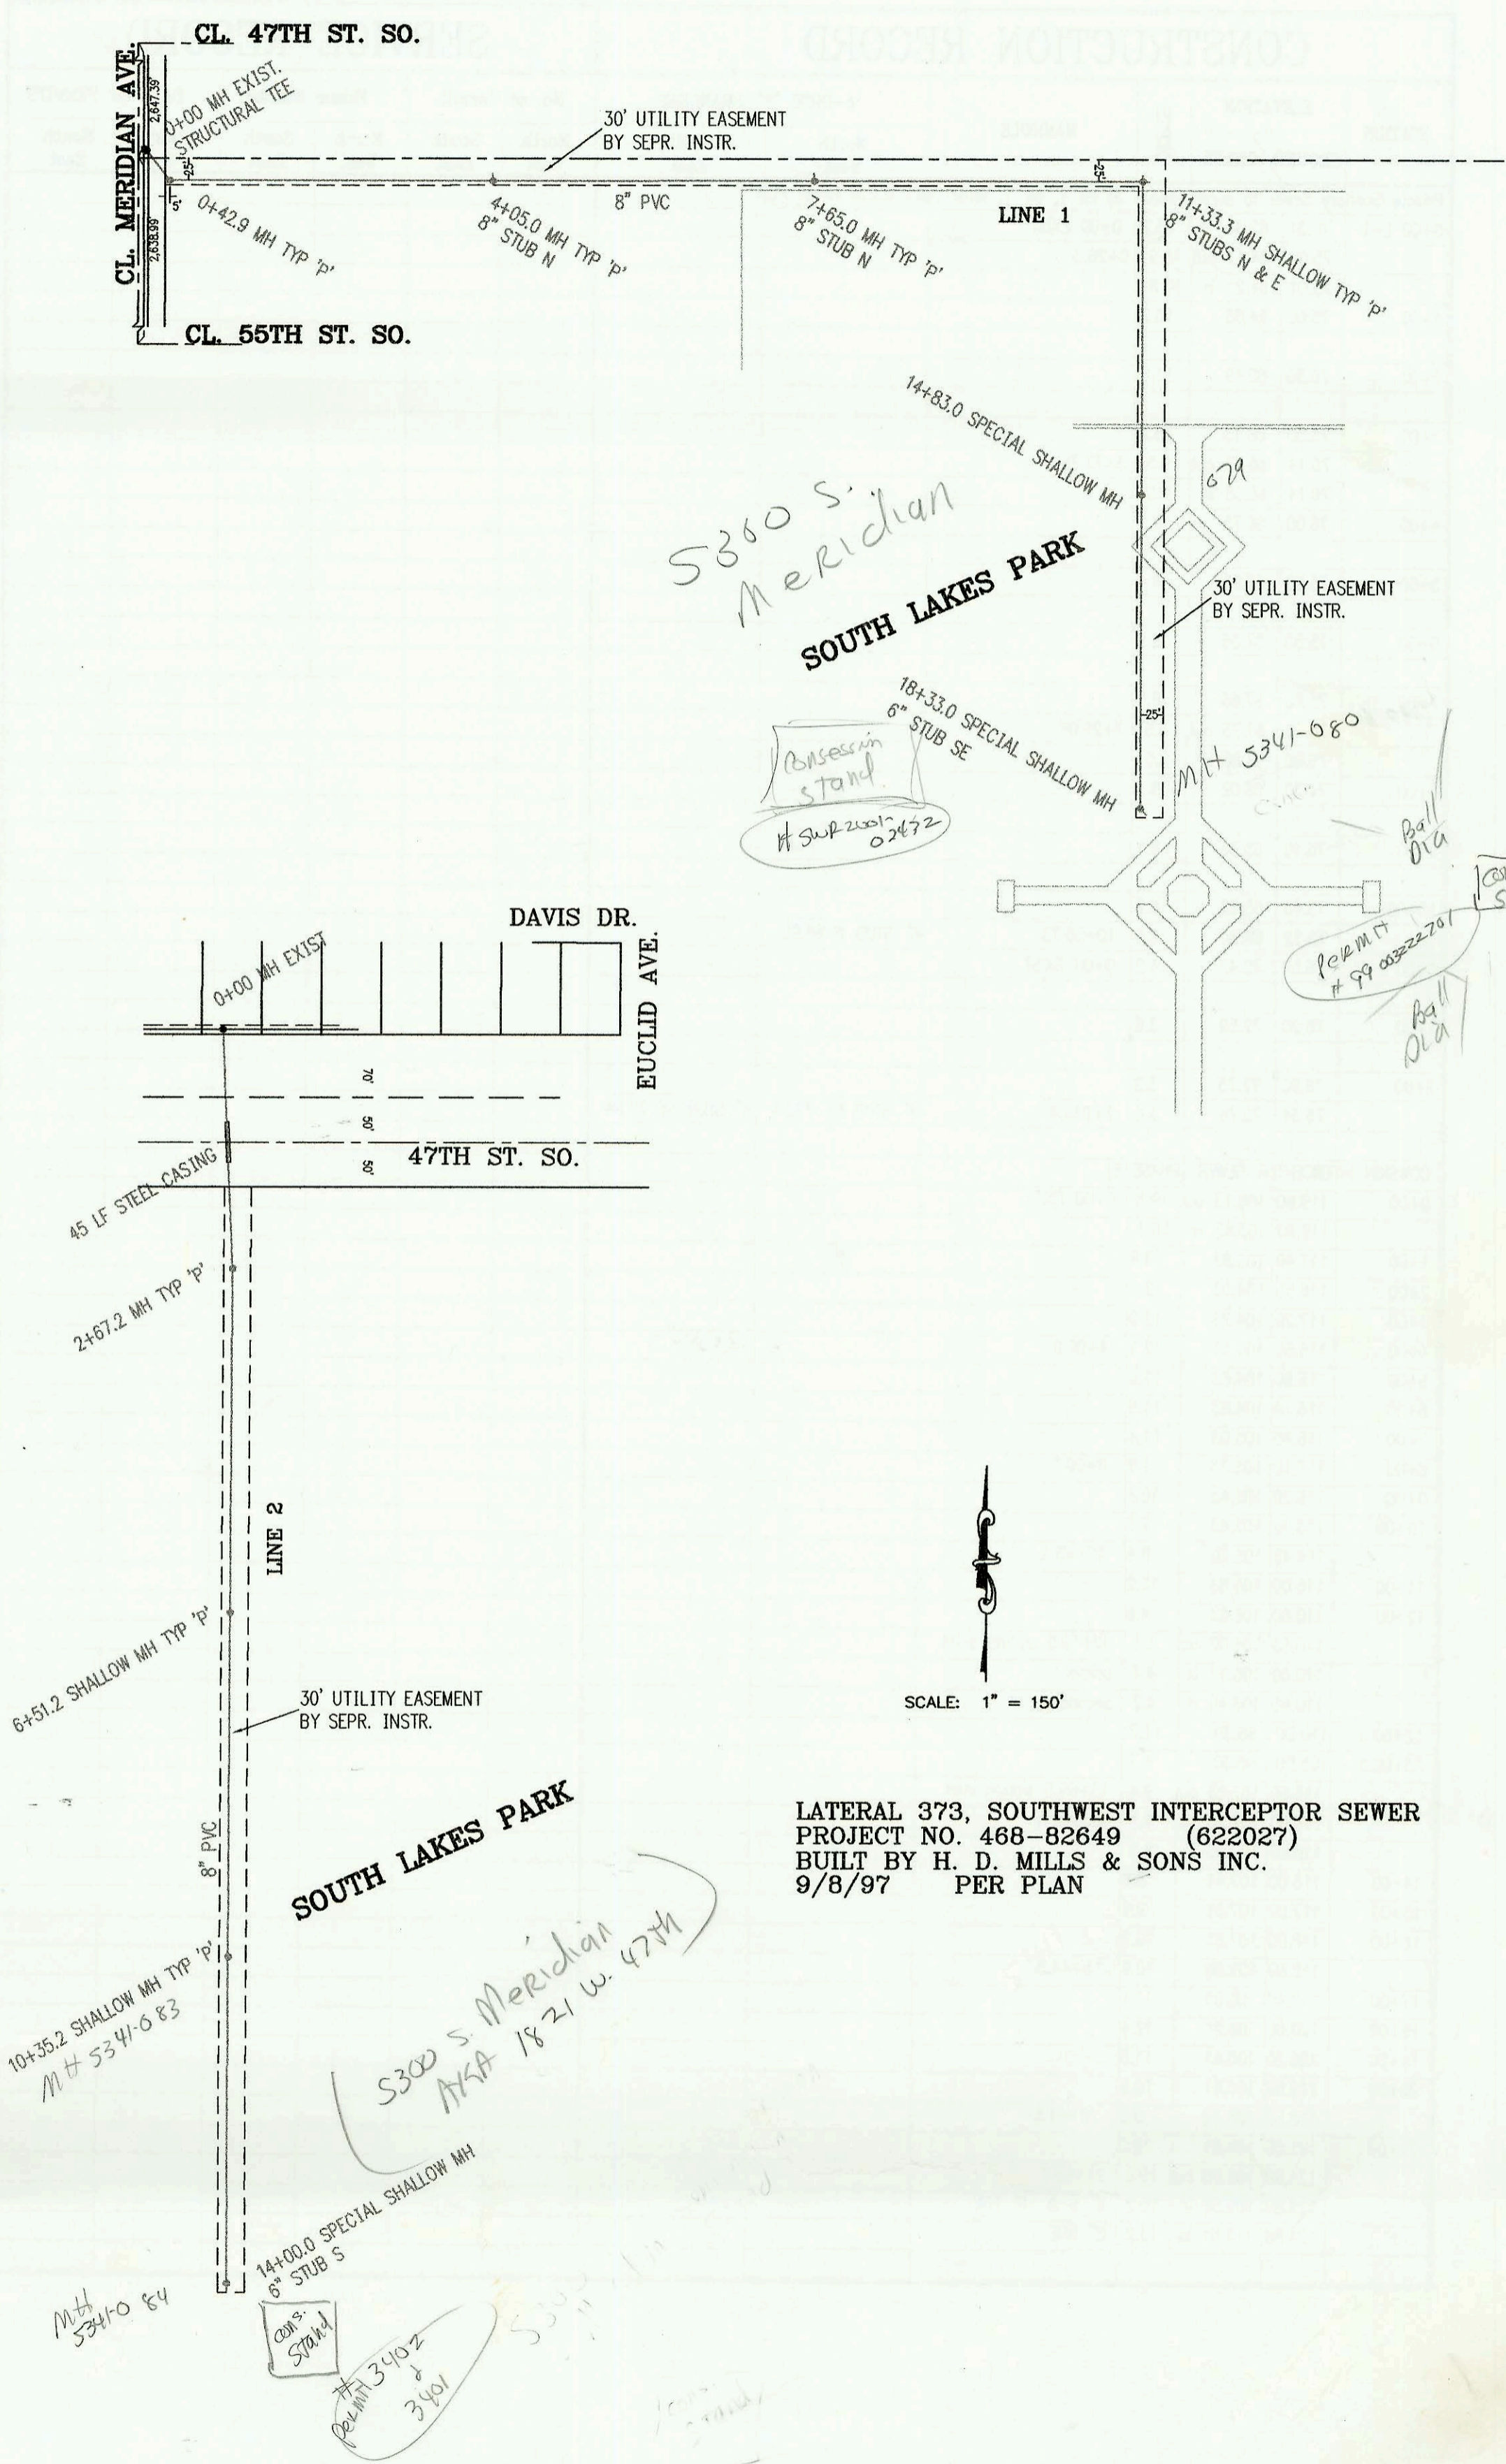 CL. 47TH ST. SO.
CL. MERIDIAN AVE.
2,647.39'
2,638.99
0+00 MH EXIST.
STRUCTURAL TEE
30' UTILITY EASEMENT
BY SEPR. INSTR.
25'
25'
5'
0+42.9 MH TYP 'P'
4+05.0 MH TYP 'P'
8" STUB N
8" PVC
7+65.0 MH TYP 'P'
8" STUB N
LINE 1
11+33.3 MH SHALLOW TYP 'P'
8" STUBS N & E
CL. 55TH ST. SO.
14+83.0 SPECIAL SHALLOW MH
079
5300 S.
Meridian
SOUTH LAKES PARK
30' UTILITY EASEMENT
BY SEPR. INSTR.
18+33.0 SPECIAL SHALLOW MH
6" STUB SE
25'
MH 5341-080
Consession
stand
# SWR2001-
02472
Ball
Dia
Permit
# 99 003222701
Ball
Dia
DAVIS DR.
EUCLID AVE.
0+00 MH EXIST
70'
50'
50'
47TH ST. SO.
45 LF STEEL CASING
2+67.2 MH TYP 'P'
LINE 2
6+51.2 SHALLOW MH TYP 'P'
30' UTILITY EASEMENT
BY SEPR. INSTR.
SCALE: 1" = 150'
8" PVC
SOUTH LAKES PARK
LATERAL 373, SOUTHWEST INTERCEPTOR SEWER
PROJECT NO. 468-82649 (622027)
BUILT BY H. D. MILLS & SONS INC.
9/8/97 PER PLAN
10+35.2 SHALLOW MH TYP 'P'
MH 5341-083
5300 S. Meridian
AKA 1821 W. 47th
14+00.0 SPECIAL SHALLOW MH
6" STUB S
MH
5341-084
Cons.
Stand
#
Permit 3402
&
3401